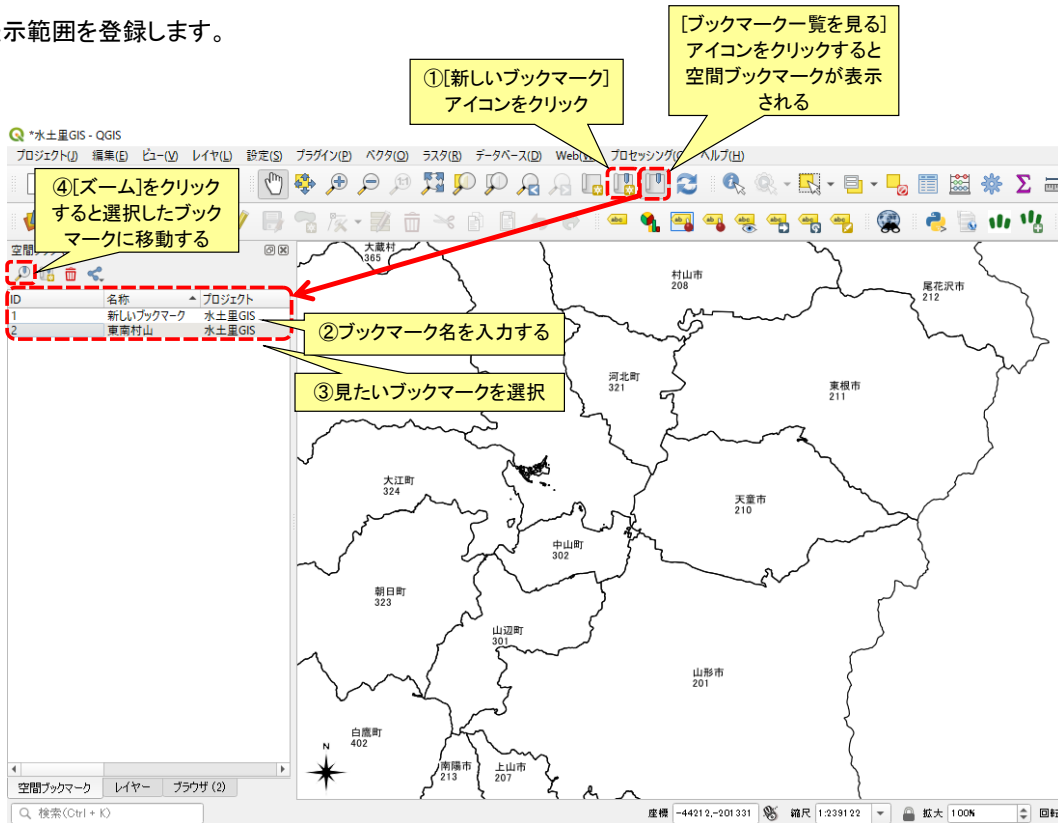 示範囲を登録します。
[ブックマーク一覧を見る]
アイコンをクリックすると
空間ブックマークが表示
される
①[新しいブックマーク]
アイコンをクリック
*水土里GIS - QGIS
プロジェクト(J) 編集(E) ビュー(V) レイヤ(L) 設定(S) プラグイン(P) ベクタ(O) ラスタ(R) データベース(D) Web(W) プロセッシング(C) ヘルプ(H)
④[ズーム]をクリック
すると選択したブック
マークに移動する
空間
ID 名称 プロジェクト
1 新しいブックマーク 水土里GIS
2 東南村山 水土里GIS
②ブックマーク名を入力する
③見たいブックマークを選択
大蔵村
365
村山市
208
尾花沢市
212
河北町
321
東根市
211
大江町
324
天童市
210
中山町
302
朝日町
323
山辺町
301
山形市
201
白鷹町
402
N
南陽市
213
上山市
207
空間ブックマーク レイヤー ブラウザ (2)
検索(Ctrl + K)
座標 -44212,-201331 縮尺 1:239122 拡大 100% 回転